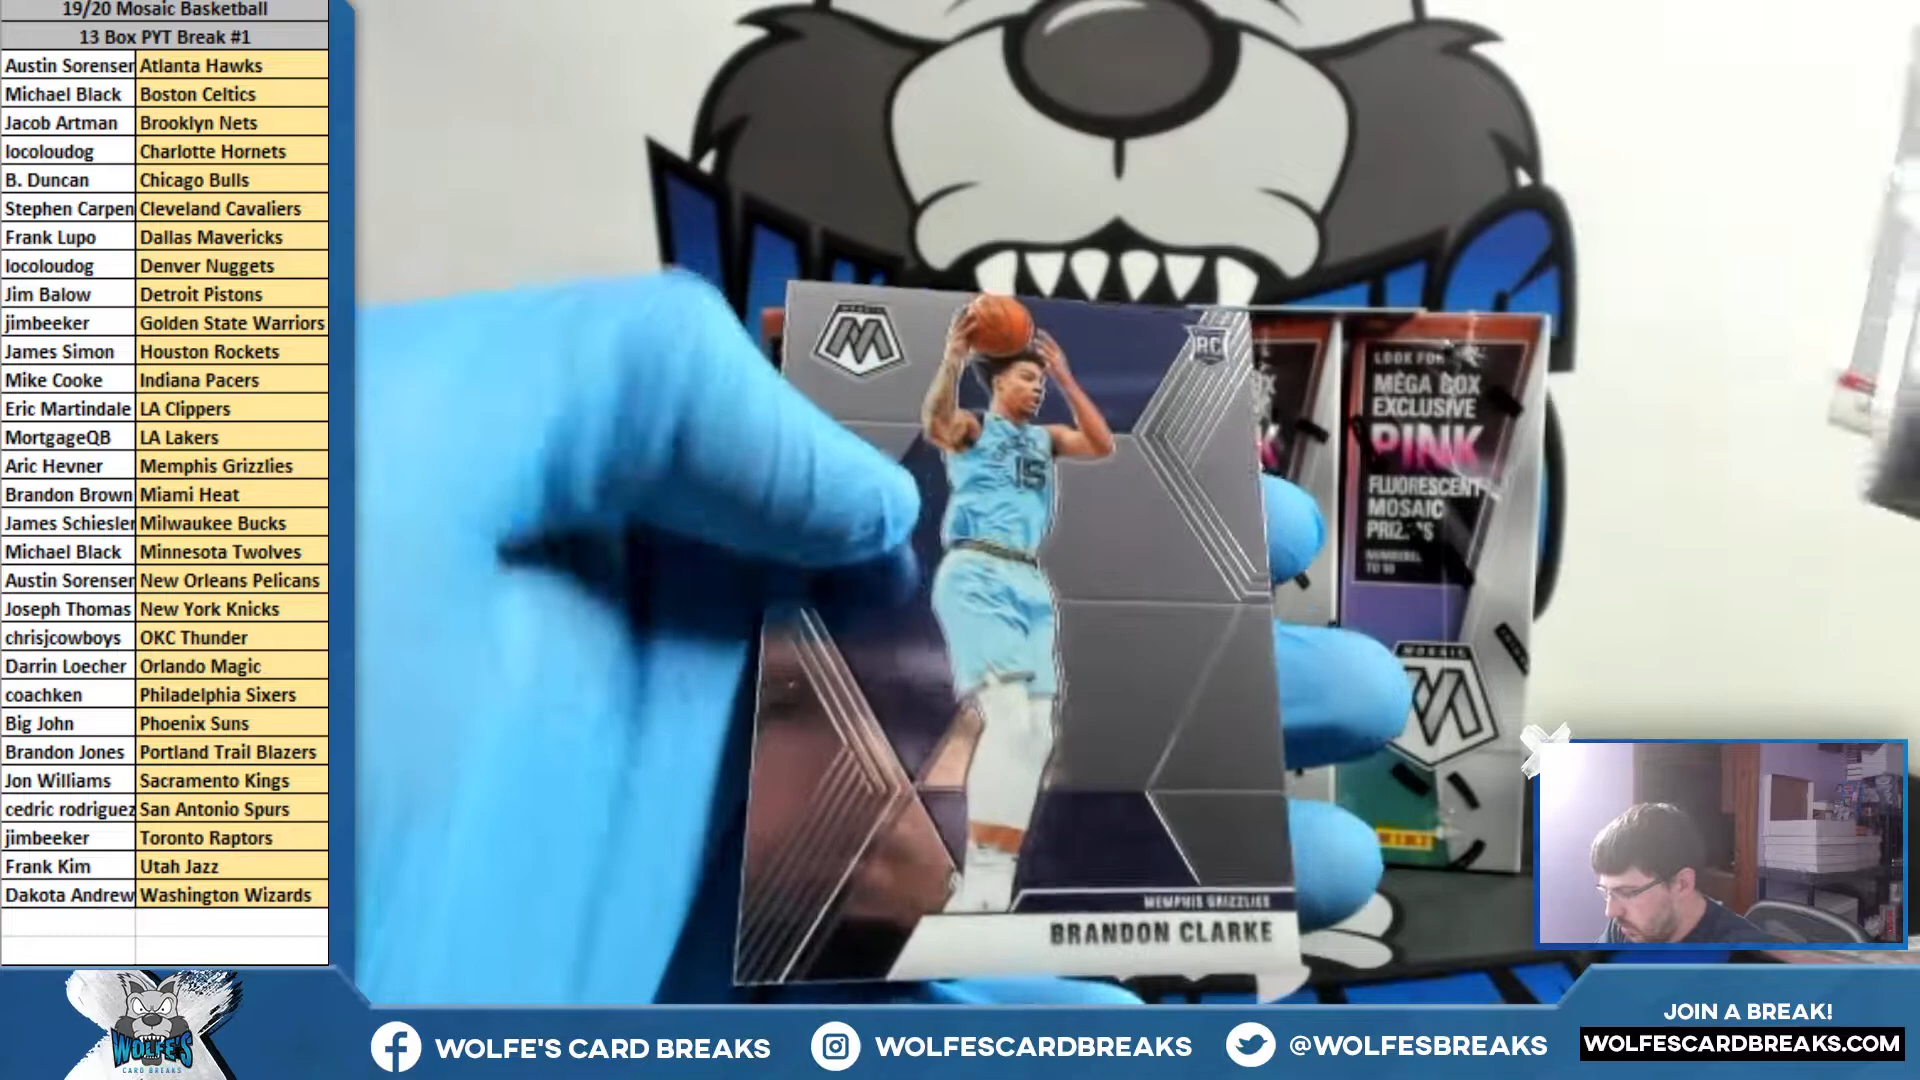 19/20 Mosaic Basketball
13 Box PYT Break #1
Austin Sorenser Atlanta Hawks
Michael Black Boston Celtics
Jacob Artman Brooklyn Nets
locoloudog Charlotte Hornets
B. Duncan Chicago Bulls
Stephen Carpen Cleveland Cavaliers
Frank Lupo Dallas Mavericks
locoloudog Denver Nuggets
Jim Balow Detroit Pistons
jimbeeker Golden State Warriors
James Simon Houston Rockets
Mike Cooke Indiana Pacers
Eric Martindale LA Clippers
MortgageQB LA Lakers
Aric Hevner Memphis Grizzlies
Brandon Brown Miami Heat
James Schiesler Milwaukee Bucks
Michael Black Minnesota Twolves
Austin Sorenser New Orleans Pelicans
Joseph Thomas New York Knicks
chrisjcowboys OKC Thunder
Darrin Loecher Orlando Magic
coachken Philadelphia Sixers
Big John Phoenix Suns
Brandon Jones Portland Trail Blazers
Jon Williams Sacramento Kings
cedric rodriguez San Antonio Spurs
jimbeeker Toronto Raptors
Frank Kim Utah Jazz
Dakota Andrew Washington Wizards
MOSAIC
RC
15
MEMPHIS GRIZZLIES
BRANDON CLARKE
LOOK FOR
MEGA BOX
EXCLUSIVE
PINK
FLUORESCENT
MOSAIC
MOSAIC
WOLFE'S
CARD BREAKS
WOLFE'S CARD BREAKS
WOLFESCARDBREAKS
@WOLFESBREAKS
JOIN A BREAK!
WOLFESCARDBREAKS.COM